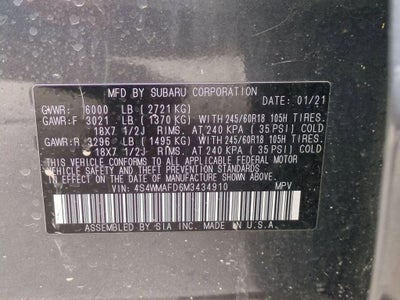 MFD BY SUBARU CORPORATION
DATE: 01/21
GVWR: 6000 LB (2721 KG)
GAWR:F 3021 LB (1370 KG) WITH 245/60R18 105H TIRES.
18X7 1/2J RIMS. AT 240 KPA (35 PSI) COLD
GAWR:R 3296 LB (1495 KG) WITH 245/60R18 105H TIRES.
18X7 1/2J RIMS. AT 240 KPA (35 PSI) COLD
THIS VEHICLE CONFORMS TO ALL APPLICABLE FEDERAL MOTOR
VEHICLE SAFETY, BUMPER, AND THEFT PREVENTION
STANDARDS IN EFFECT ON THE DATE OF MANUFACTURE
SHOWN ABOVE.
VIN: 4S4WMAFD6M3434910 MPV
ASSEMBLED BY SIA INC. MADE IN U.S.A.